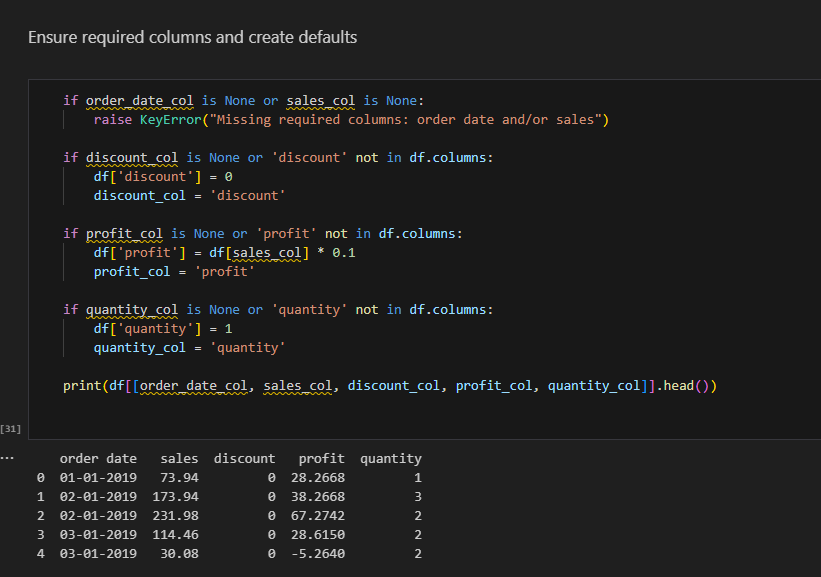 Ensure required columns and create defaults
if order_date_col is None or sales_col is None:
    raise KeyError("Missing required columns: order date and/or sales")
if discount_col is None or 'discount' not in df.columns:
    df['discount'] = 0
    discount_col = 'discount'
if profit_col is None or 'profit' not in df.columns:
    df['profit'] = df[sales_col] * 0.1
    profit_col = 'profit'
if quantity_col is None or 'quantity' not in df.columns:
    df['quantity'] = 1
    quantity_col = 'quantity'
print(df[[order_date_col, sales_col, discount_col, profit_col, quantity_col]].head())
[31]
... order date sales discount profit quantity
0 01-01-2019 73.94 0 28.2668 1
1 02-01-2019 173.94 0 38.2668 3
2 02-01-2019 231.98 0 67.2742 2
3 03-01-2019 114.46 0 28.6150 2
4 03-01-2019 30.08 0 -5.2640 2